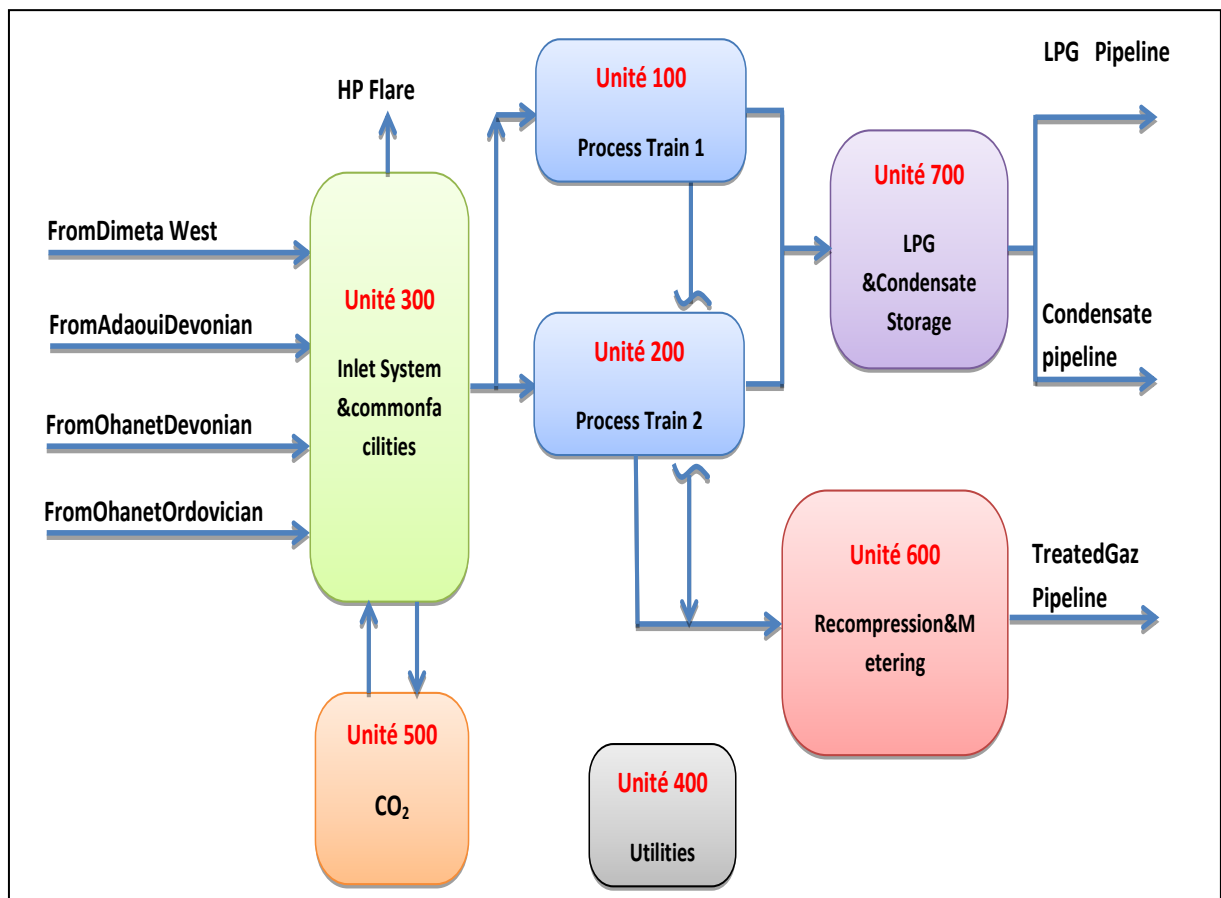 HP Flare
FromDimeta West
FromAdaouiDevonian
FromOhanetDevonian
FromOhanetOrdovician
Unité 300
Inlet System
&commonfa
cilities
Unité 500
CO₂
Unité 100
Process Train 1
Unité 200
Process Train 2
Unité 400
Utilities
Unité 700
LPG
&Condensate
Storage
Unité 600
Recompression&M
etering
LPG Pipeline
Condensate
pipeline
TreatedGaz
Pipeline